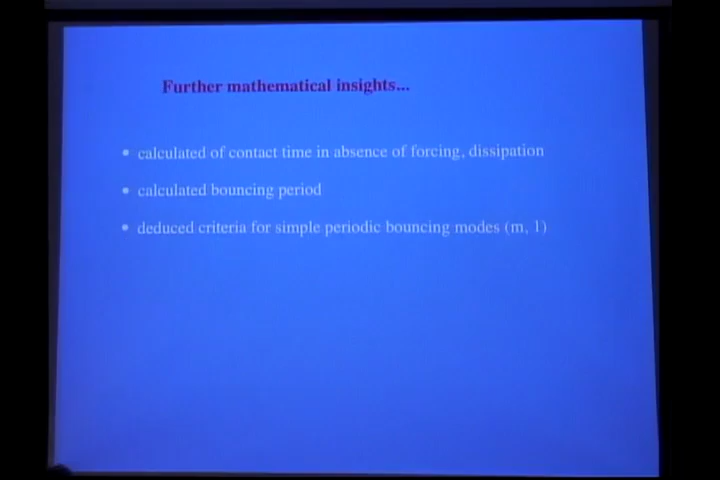 Further mathematical insights...
• calculated of contact time in absence of forcing, dissipation
• calculated bouncing period
• deduced criteria for simple periodic bouncing modes (m, 1)